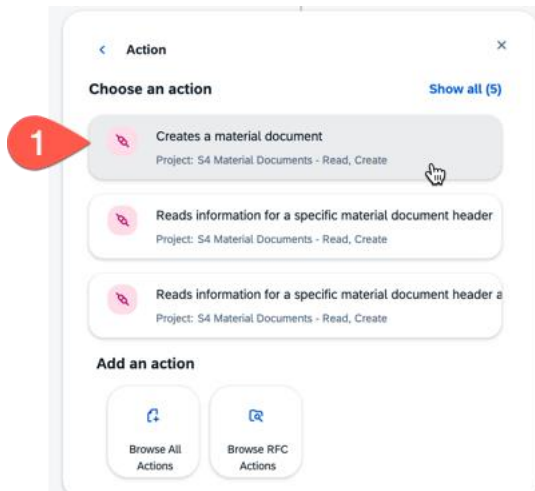 Action
Choose an action
Show all (5)
1
Creates a material document
Project: S4 Material Documents - Read, Create
Reads information for a specific material document header
Project: S4 Material Documents - Read, Create
Reads information for a specific material document header a
Project: S4 Material Documents - Read, Create
Add an action
Browse All
Actions
Browse RFC
Actions